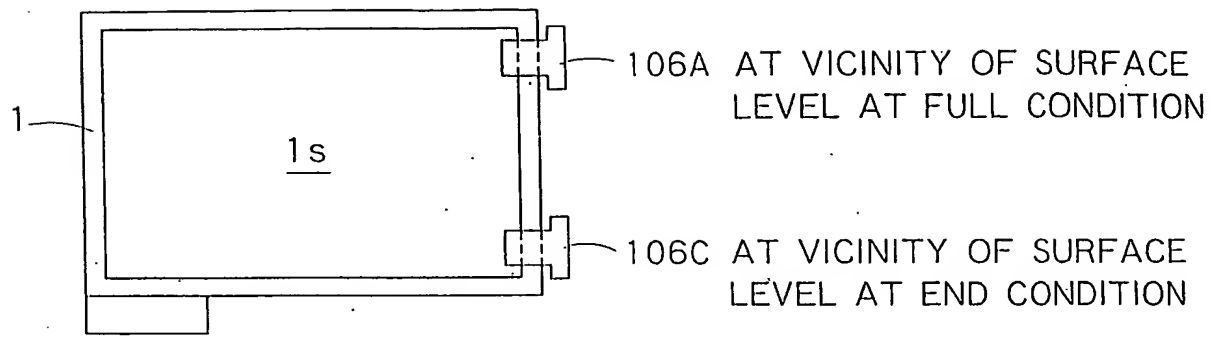 106A AT VICINITY OF SURFACE
LEVEL AT FULL CONDITION
1
1s
106C AT VICINITY OF SURFACE
LEVEL AT END CONDITION